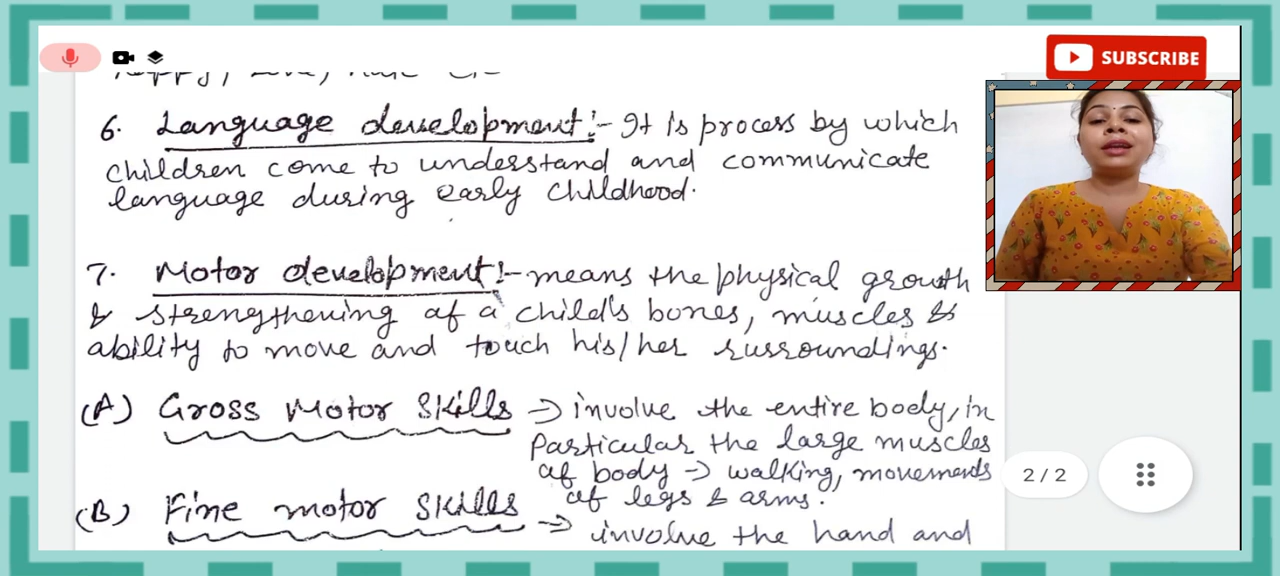 SUBSCRIBE
6. Language development:- It is process by which
children come to understand and communicate
language during early childhood.
7. Motor development:- means the physical growth
& strengthening of a child's bones, muscles &
ability to move and touch his/her surroundings.
(A) Gross Motor Skills → involve the entire body, in
particular the large muscles
of body → walking, movements
of legs & arms.
2 / 2
(B) Fine motor skills → involve the hand and